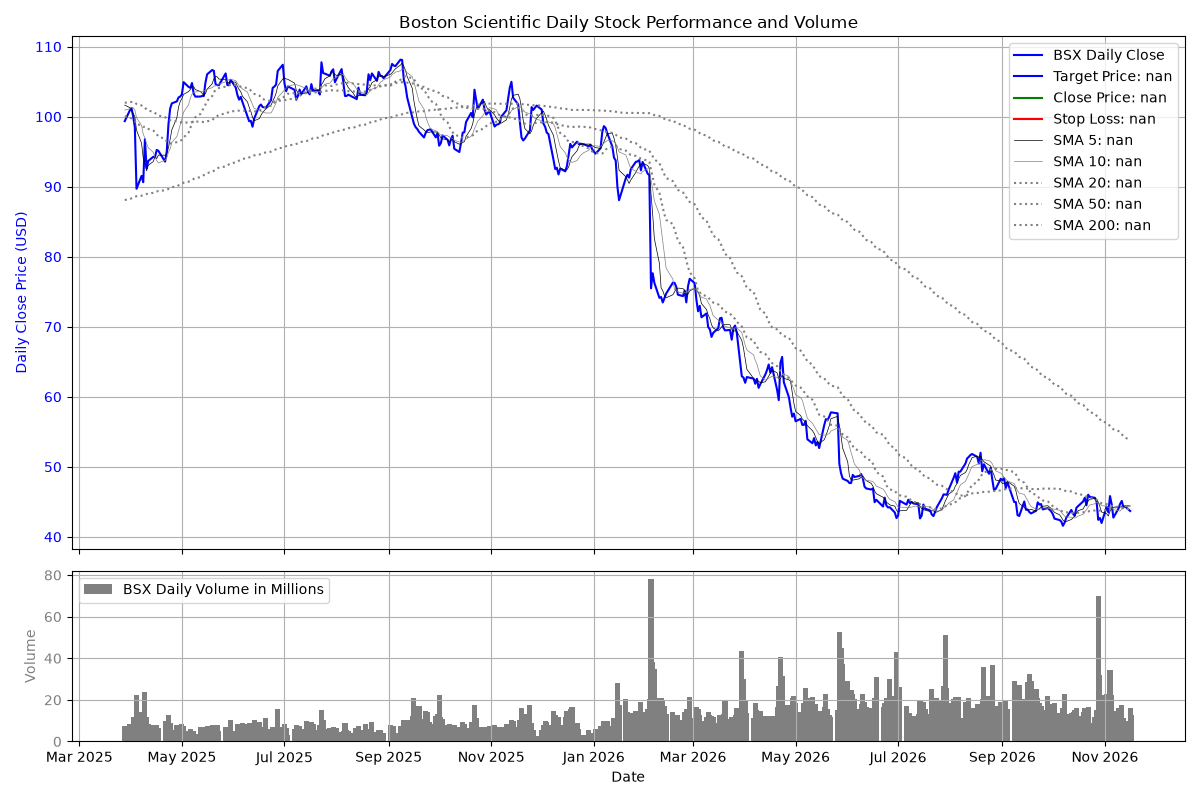 Boston Scientific Daily Stock Performance and Volume
Daily Close Price (USD)
110
100
90
80
70
60
50
40
BSX Daily Close
Target Price: nan
Close Price: nan
Stop Loss: nan
SMA 5: nan
SMA 10: nan
SMA 20: nan
SMA 50: nan
SMA 200: nan
Volume
80
60
40
20
0
BSX Daily Volume in Millions
Mar 2025 May 2025 Jul 2025 Sep 2025 Nov 2025 Jan 2026 Mar 2026 May 2026 Jul 2026 Sep 2026 Nov 2026
Date